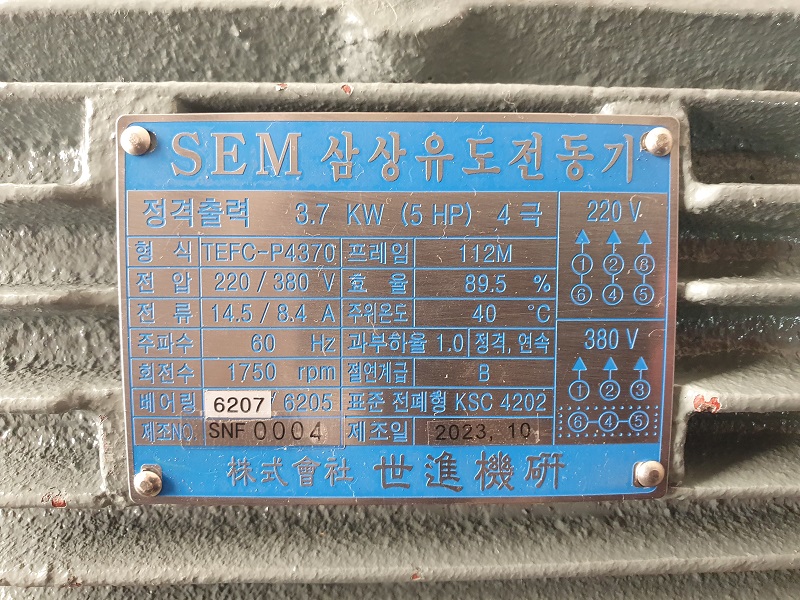 SEM 삼상유도전동기
정격출력 3.7 KW (5 HP) 4 극
형 식 TEFC-P4370 프레임 112M
전 압 220 / 380 V 효 율 89.5 %
전 류 14.5 / 8.4 A 주위온도 40 °C
주파수 60 Hz 과부하율 1.0 정격, 연속
회전수 1750 rpm 절연계급 B
베어링 6207 / 6205 표준 전폐형 KSC 4202
제조NO. SNF 0004 제조일 2023, 10
株式會社 世進機硏
220 V
1 2 8
6 4 5
380 V
1 2 3
6-4-5